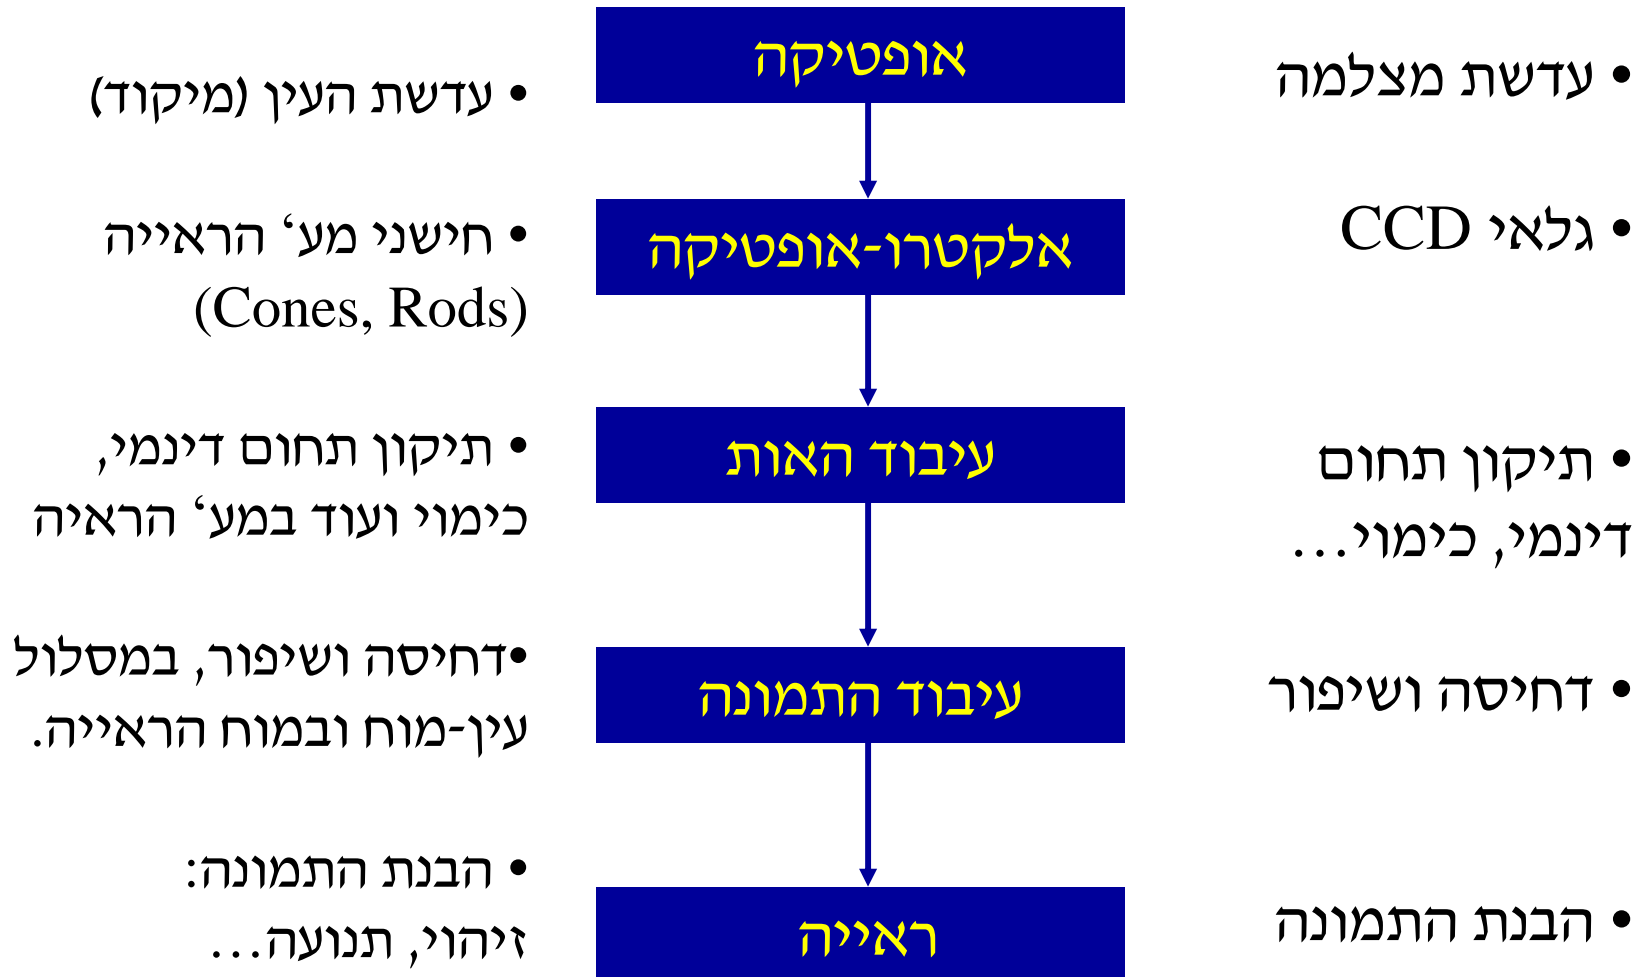 אופטיקה
• עדשת מצלמה
• עדשת העין (מיקוד)
אלקטרו-אופטיקה
• גלאי CCD
• חישני מע‘ הראייה
(Cones, Rods)
עיבוד האות
• תיקון תחום
דינמי, כימוי...
• תיקון תחום דינמי,
כימוי ועוד במע‘ הראיה
עיבוד התמונה
• דחיסה ושיפור
•דחיסה ושיפור, במסלול
עין-מוח ובמוח הראייה.
ראייה
• הבנת התמונה
• הבנת התמונה:
זיהוי, תנועה...